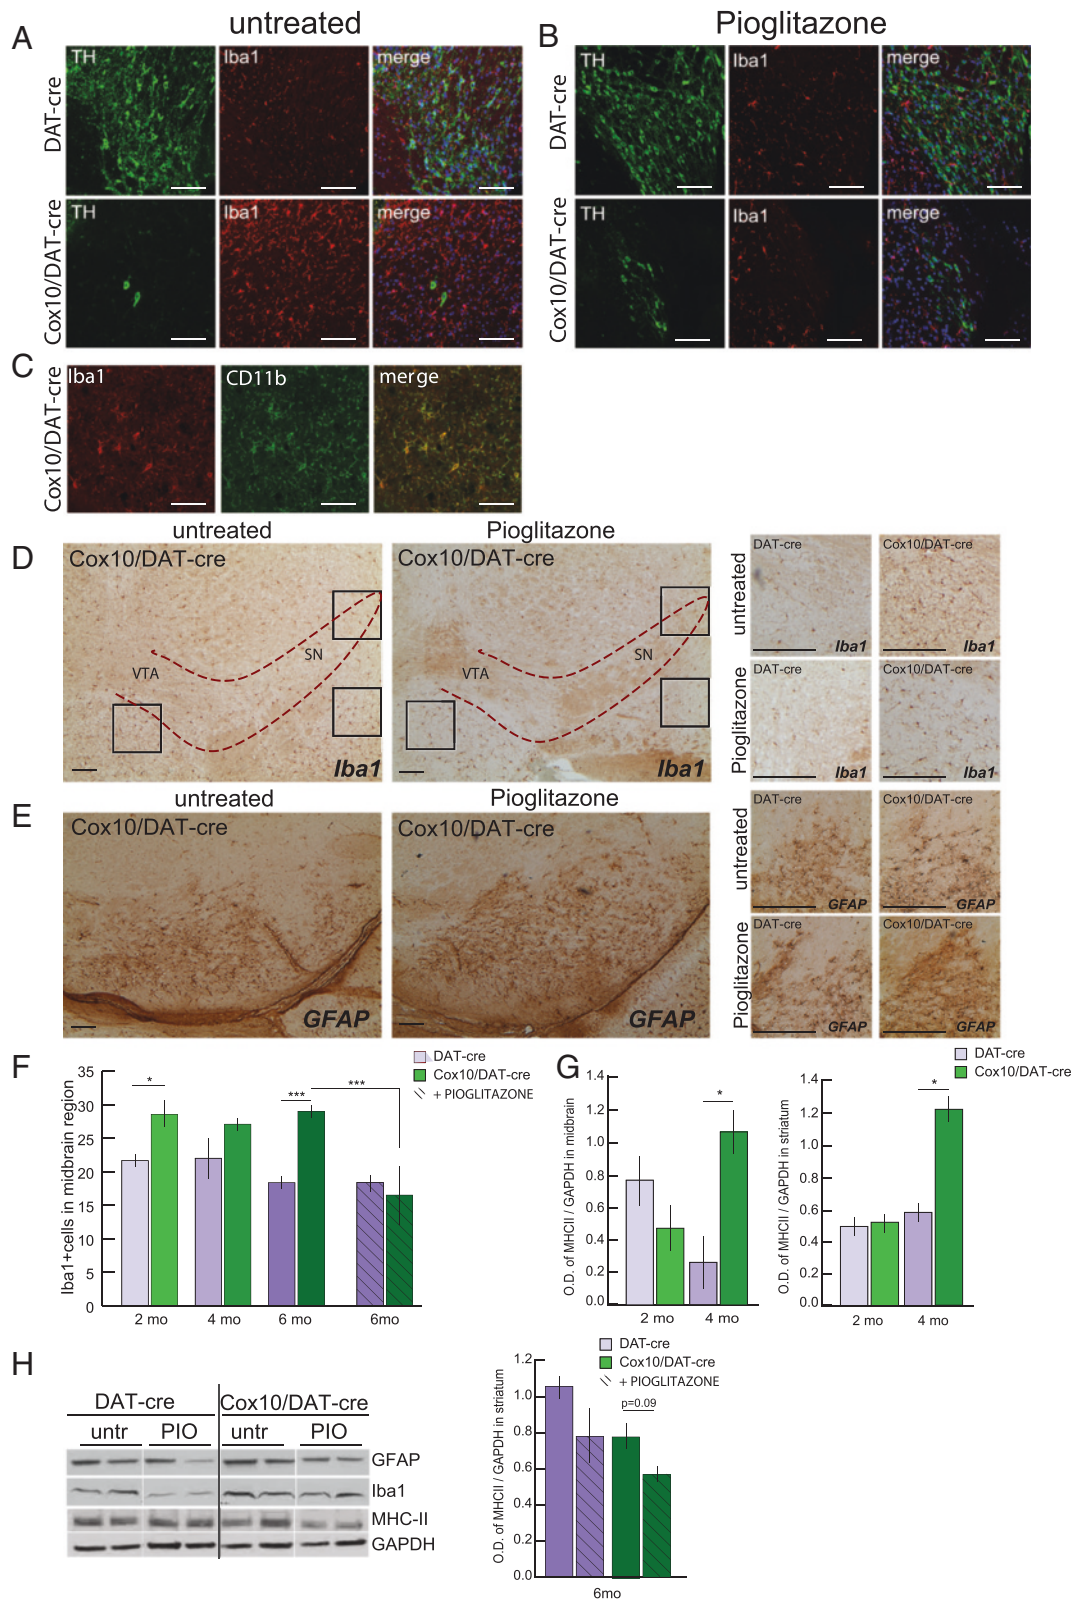 untreated
Pioglitazone
A
B
DAT-cre
TH
Iba1
merge
DAT-cre
TH
Iba1
merge
Cox10/DAT-cre
TH
Iba1
merge
Cox10/DAT-cre
TH
Iba1
merge
C
Cox10/DAT-cre
Iba1
CD11b
merge
untreated
Pioglitazone
D
Cox10/DAT-cre
VTA
SN
Iba1
Cox10/DAT-cre
VTA
SN
Iba1
untreated
DAT-cre
Iba1
Cox10/DAT-cre
Iba1
Pioglitazone
DAT-cre
Iba1
Cox10/DAT-cre
Iba1
untreated
Pioglitazone
E
Cox10/DAT-cre
GFAP
Cox10/DAT-cre
GFAP
untreated
DAT-cre
GFAP
Cox10/DAT-cre
GFAP
Pioglitazone
DAT-cre
GFAP
Cox10/DAT-cre
GFAP
F
DAT-cre
Cox10/DAT-cre
+ PIOGLITAZONE
Iba1+cells in midbrain region
35
30
25
20
15
10
5
0
*
***
***
2 mo
4 mo
6 mo
6mo
G
DAT-cre
Cox10/DAT-cre
O.D. of MHCII / GAPDH in midbrain
1.4
1.2
1.0
0.8
0.6
0.4
0.2
0.0
*
2 mo
4 mo
O.D. of MHCII / GAPDH in striatum
1.4
1.2
1.0
0.8
0.6
0.4
0.2
0.0
*
2 mo
4 mo
H
DAT-cre
Cox10/DAT-cre
untr
PIO
untr
PIO
GFAP
Iba1
MHC-II
GAPDH
DAT-cre
Cox10/DAT-cre
+ PIOGLITAZONE
O.D. of MHCII / GAPDH in striatum
1.2
1.0
0.8
0.6
0.4
0.2
0.0
p=0.09
6mo